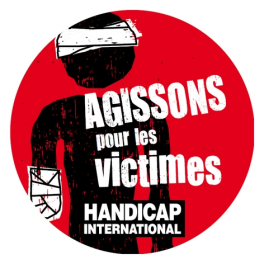 AGISSONS
pour les
victimes
HANDICAP
INTERNATIONAL